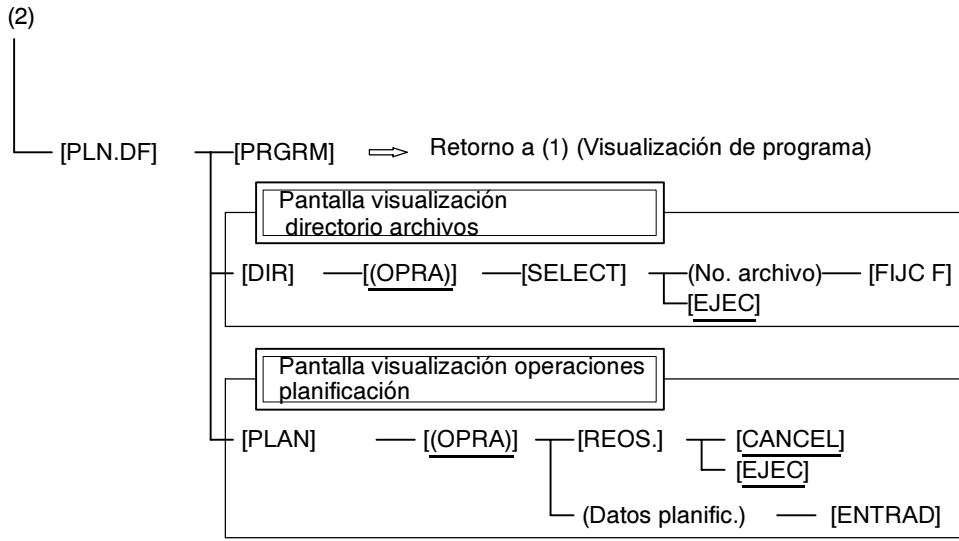 (2)
[PLN.DF] [PRGRM] Retorno a (1) (Visualización de programa)
Pantalla visualización
directorio archivos
[DIR] [(OPRA)] [SELECT] (No. archivo) [FIJC F]
[EJEC]
Pantalla visualización operaciones
planificación
[PLAN] [(OPRA)] [REOS.] [CANCEL]
[EJEC]
(Datos planific.) [ENTRAD]